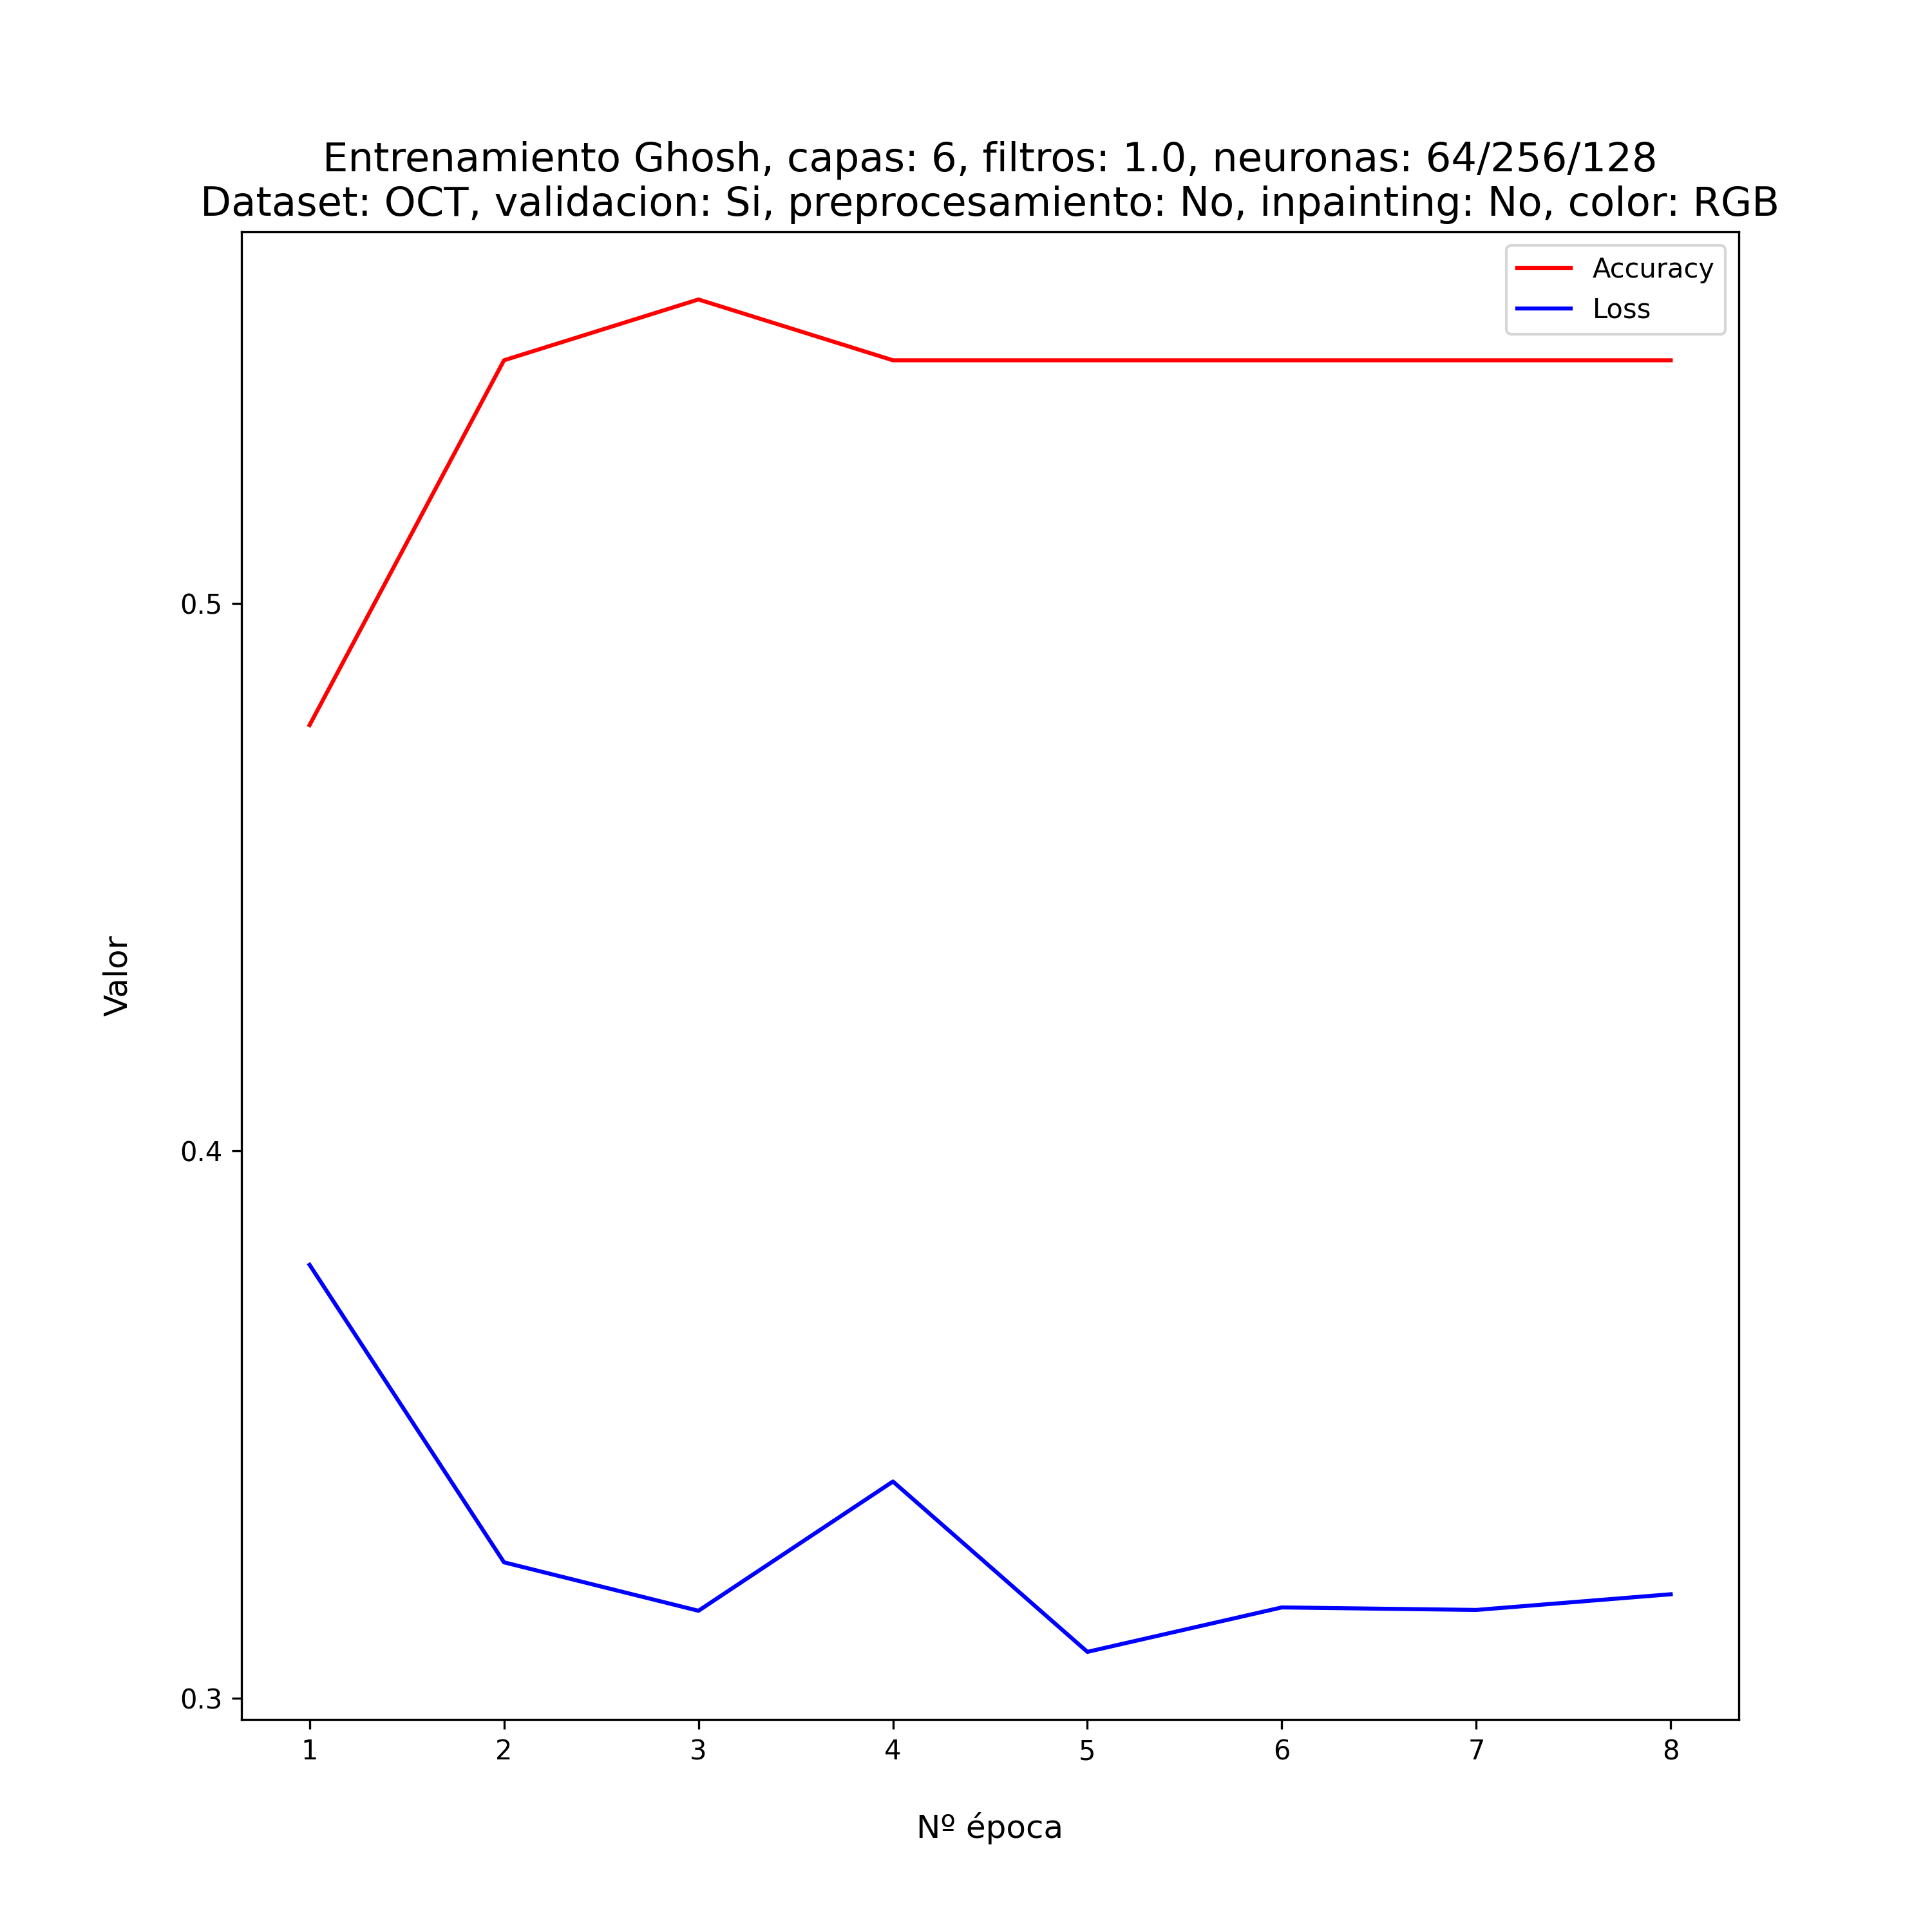 Entrenamiento Ghosh, capas: 6, filtros: 1.0, neuronas: 64/256/128
Dataset: OCT, validacion: Si, preprocesamiento: No, inpainting: No, color: RGB
Accuracy
Loss
Valor
0.5
0.4
0.3
1 2 3 4 5 6 7 8
Nº época